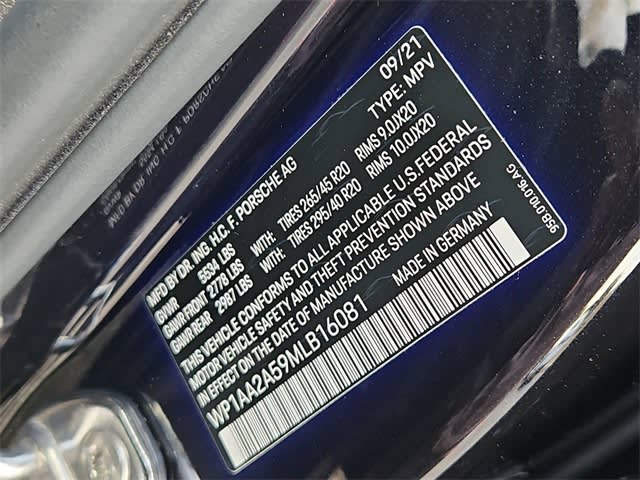 MFD BY DR. ING. H.C. F. PORSCHE AG 09/21
GVWR 5534 LBS TYPE: MPV
GAWR FRONT 2770 LBS WITH: TIRES 265/45 R20 RIMS 9.0JX20
GAWR REAR 2987 LBS WITH: TIRES 295/40 R20 RIMS 10.0JX20
THIS VEHICLE CONFORMS TO ALL APPLICABLE U.S. FEDERAL
MOTOR VEHICLE SAFETY AND THEFT PREVENTION STANDARDS
IN EFFECT ON THE DATE OF MANUFACTURE SHOWN ABOVE
MADE IN GERMANY
WP1AA2A59MLB16081
95B.010.016.AG